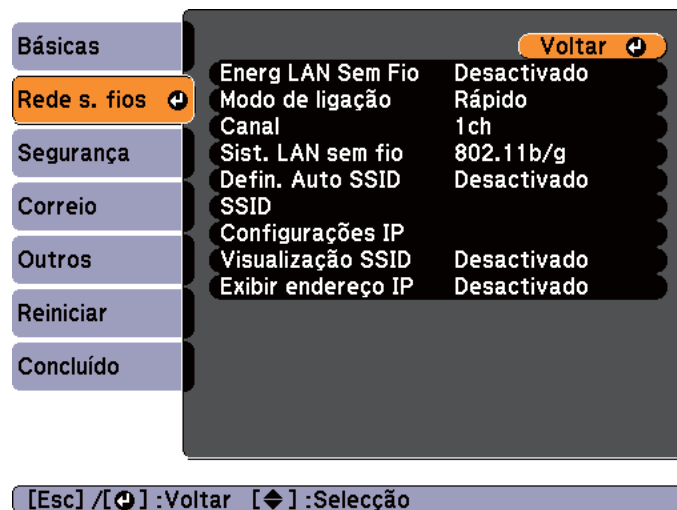 Básicas
Rede s. fios
Segurança
Correio
Outros
Reiniciar
Concluído
Voltar
Energ LAN Sem Fio Desactivado
Modo de ligação Rápido
Canal 1ch
Sist. LAN sem fio 802.11b/g
Defin. Auto SSID Desactivado
SSID
Configurações IP
Visualização SSID Desactivado
Exibir endereço IP Desactivado
[Esc] /[⏎] :Voltar [◆] :Selecção